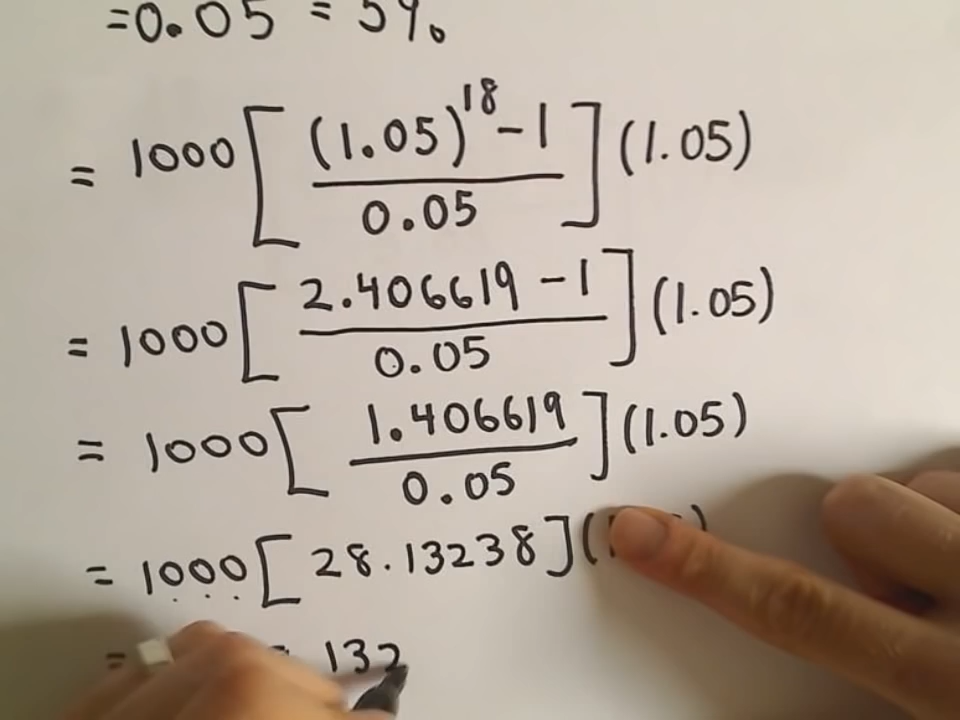 =0.05 = 5%
= 1000 [ (1.05)^18 - 1 / 0.05 ] (1.05)
= 1000 [ 2.406619 - 1 / 0.05 ] (1.05)
= 1000 [ 1.406619 / 0.05 ] (1.05)
= 1000 [ 28.13238 ] (
= 132